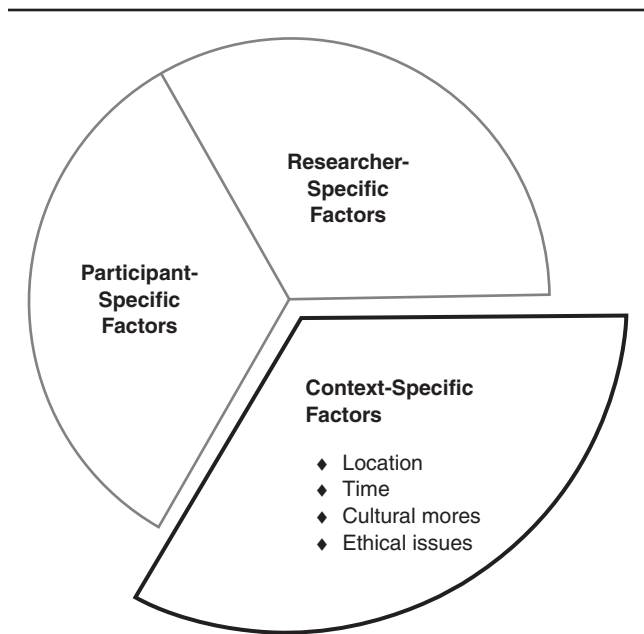 Researcher-
Specific
Factors
Participant-
Specific
Factors
Context-Specific
Factors
♦ Location
♦ Time
♦ Cultural mores
♦ Ethical issues